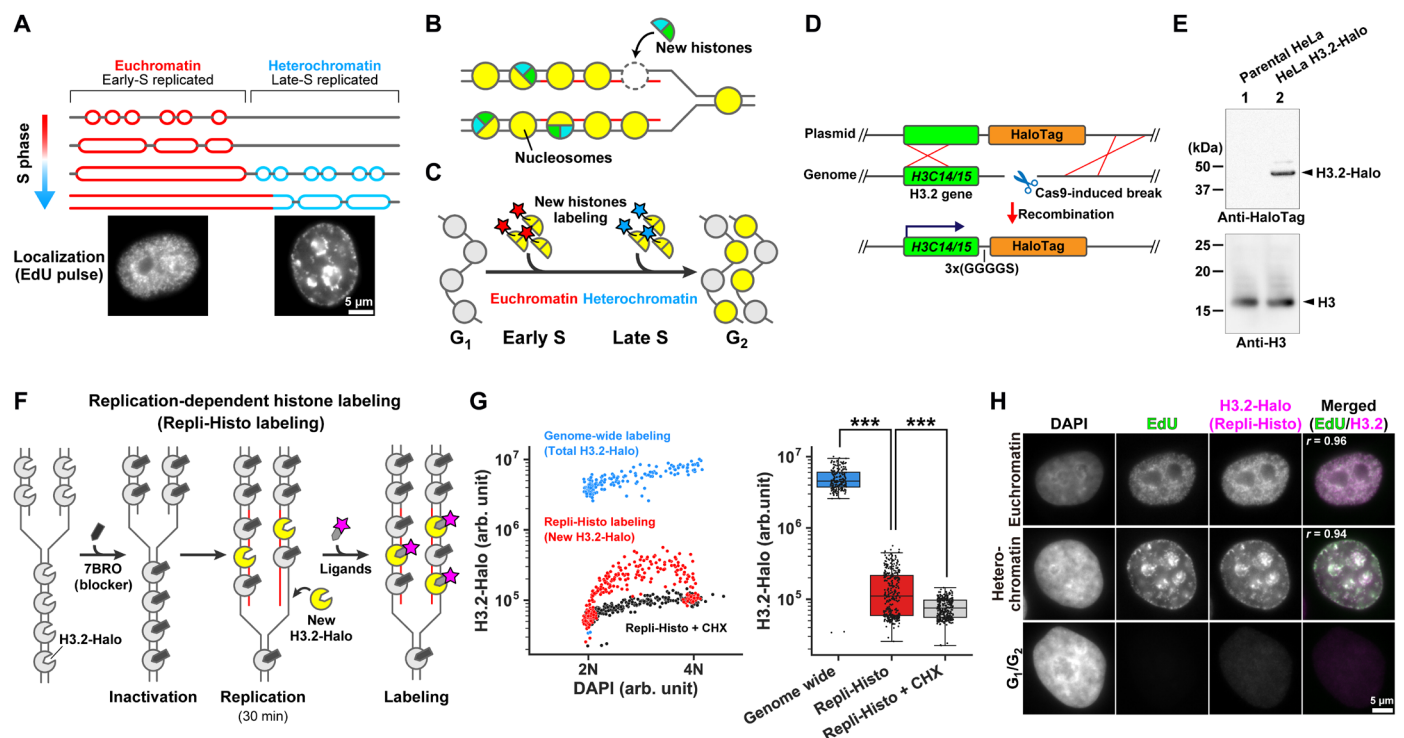 A
Euchromatin
Early-S replicated
Heterochromatin
Late-S replicated
S phase
Localization
(EdU pulse)
5 μm
B
New histones
Nucleosomes
C
New histones
labeling
Euchromatin
Heterochromatin
G1
Early S
Late S
G2
D
Plasmid
HaloTag
Genome
H3C14/15
H3.2 gene
Cas9-induced break
Recombination
H3C14/15
HaloTag
3x(GGGGS)
E
Parental HeLa
HeLa H3.2-Halo
1
2
(kDa)
50
37
H3.2-Halo
Anti-HaloTag
25
20
15
H3
Anti-H3
F
Replication-dependent histone labeling
(Repli-Histo labeling)
7BRO
(blocker)
H3.2-Halo
New
H3.2-Halo
Ligands
Inactivation
Replication
(30 min)
Labeling
G
H3.2-Halo (arb. unit)
10^7
10^6
10^5
Genome-wide labeling
(Total H3.2-Halo)
Repli-Histo labeling
(New H3.2-Halo)
Repli-Histo + CHX
2N
4N
DAPI (arb. unit)
H3.2-Halo (arb.unit)
10^7
10^6
10^5
***
***
Genome wide
Repli-Histo
Repli-Histo + CHX
H
DAPI
EdU
H3.2-Halo
(Repli-Histo)
Merged
(EdU/H3.2)
Euchromatin
r = 0.96
Hetero-
chromatin
r = 0.94
G1/G2
5 μm